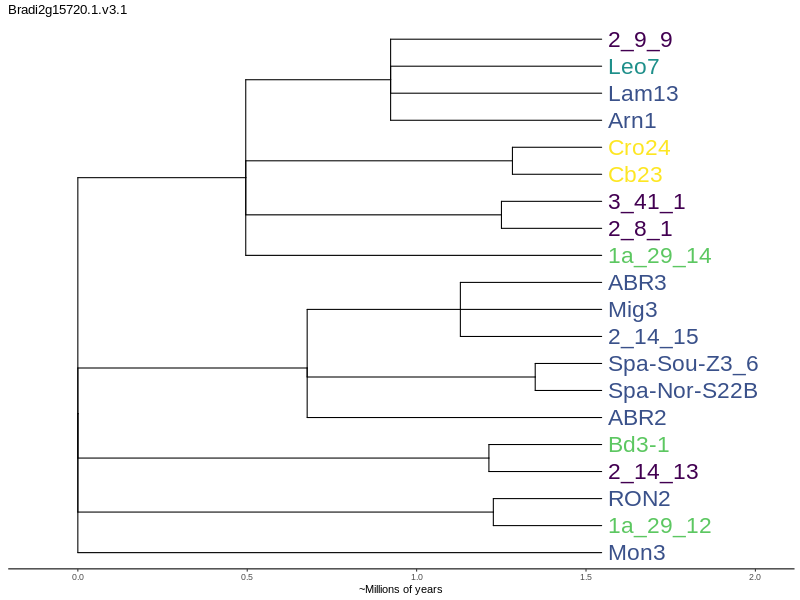 Bradi2g15720.1.v3.1
2_9_9
Leo7
Lam13
Arn1
Cro24
Cb23
3_41_1
2_8_1
1a_29_14
ABR3
Mig3
2_14_15
Spa-Sou-Z3_6
Spa-Nor-S22B
ABR2
Bd3-1
2_14_13
RON2
1a_29_12
Mon3
0.0 0.5 1.0 1.5 2.0
~Millions of years